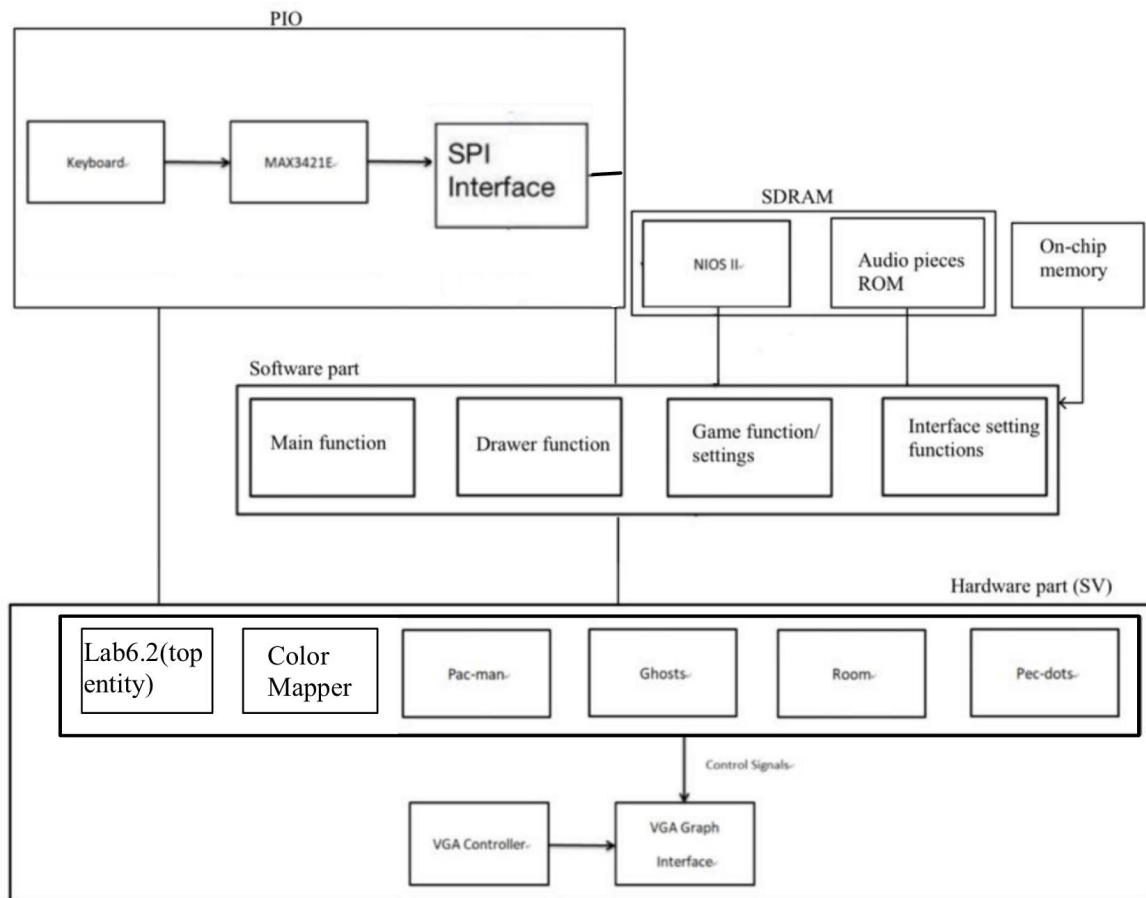 PIO
Keyboard
MAX3421E
SPI
Interface
SDRAM
NIOS II
Audio pieces
ROM
On-chip
memory
Software part
Main function
Drawer function
Game function/
settings
Interface setting
functions
Hardware part (SV)
Lab6.2(top
entity)
Color
Mapper
Pac-man
Ghosts
Room
Pec-dots
Control Signals
VGA Controller
VGA Graph
Interface